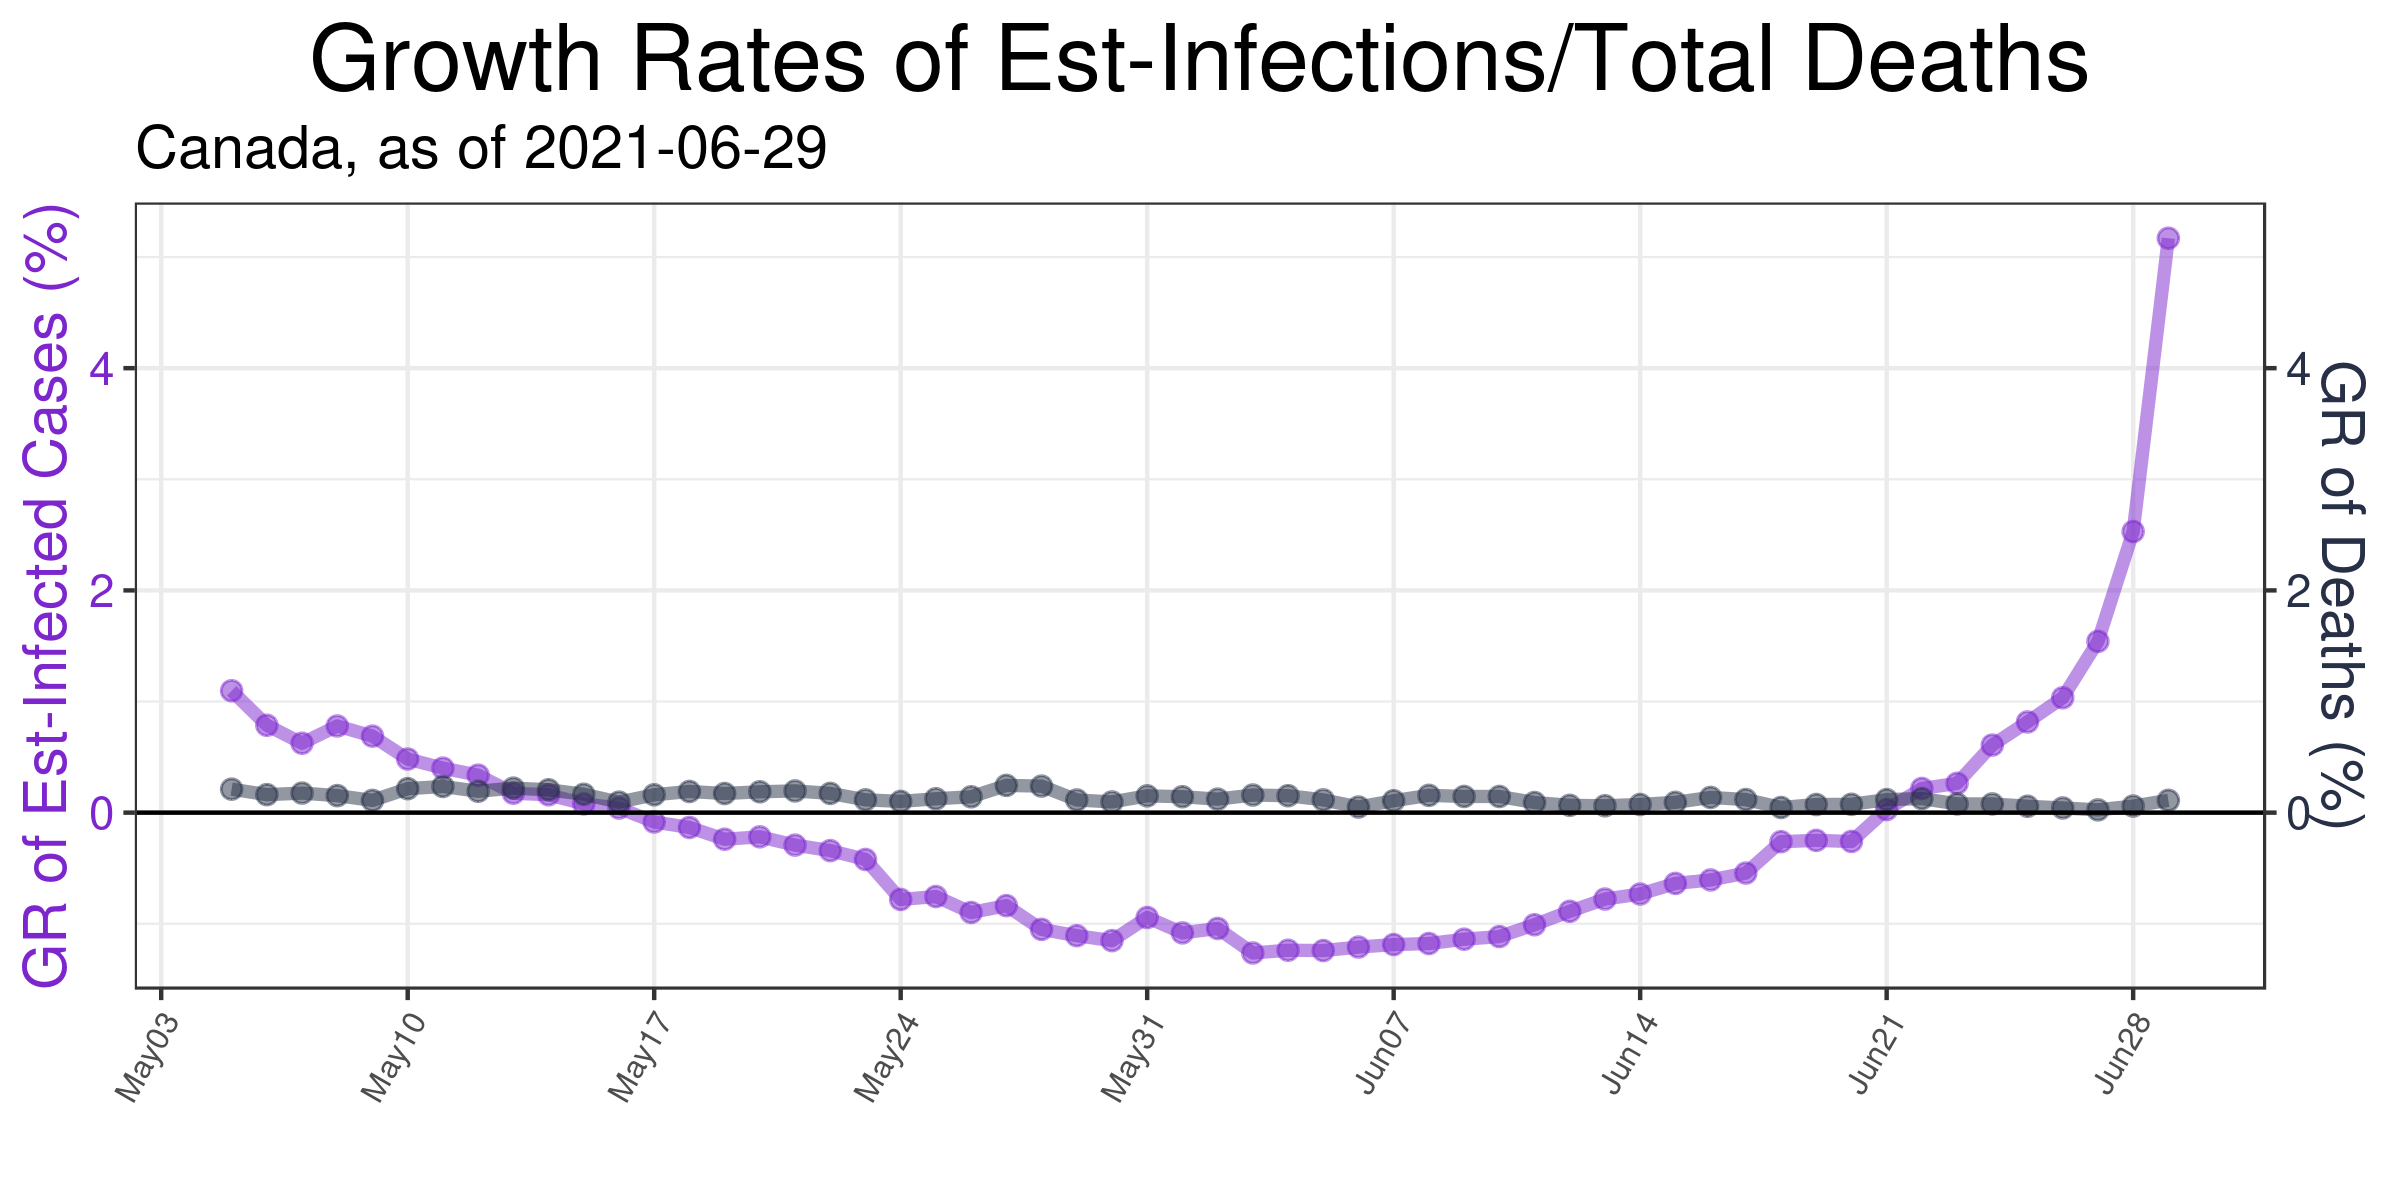 Growth Rates of Est-Infections/Total Deaths
Canada, as of 2021-06-29
GR of Est-Infected Cases (%)
4
2
0
4
2
0
GR of Deaths (%)
May03
May10
May17
May24
May31
Jun07
Jun14
Jun21
Jun28